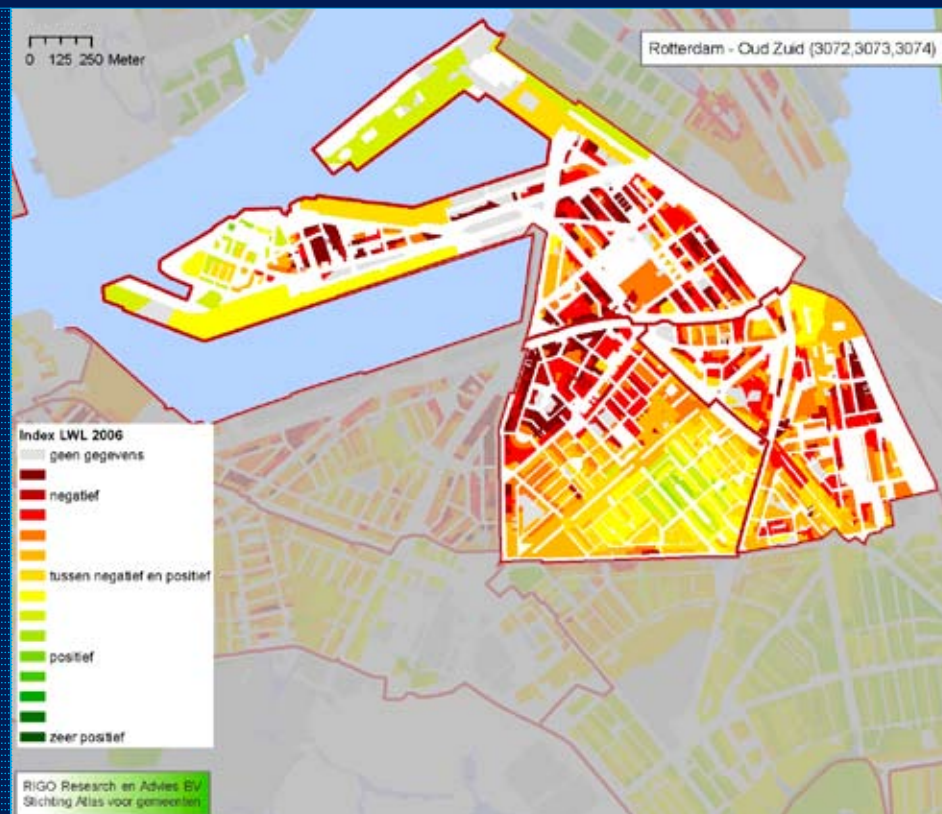 0 125 250 Meter
Rotterdam - Oud Zuid (3072,3073,3074)
Index LWL 2006
geen gegevens
negatief
tussen negatief en positief
positief
zeer positief
RIGO Research en Advies BV
Stichting Atlas voor gemeenten